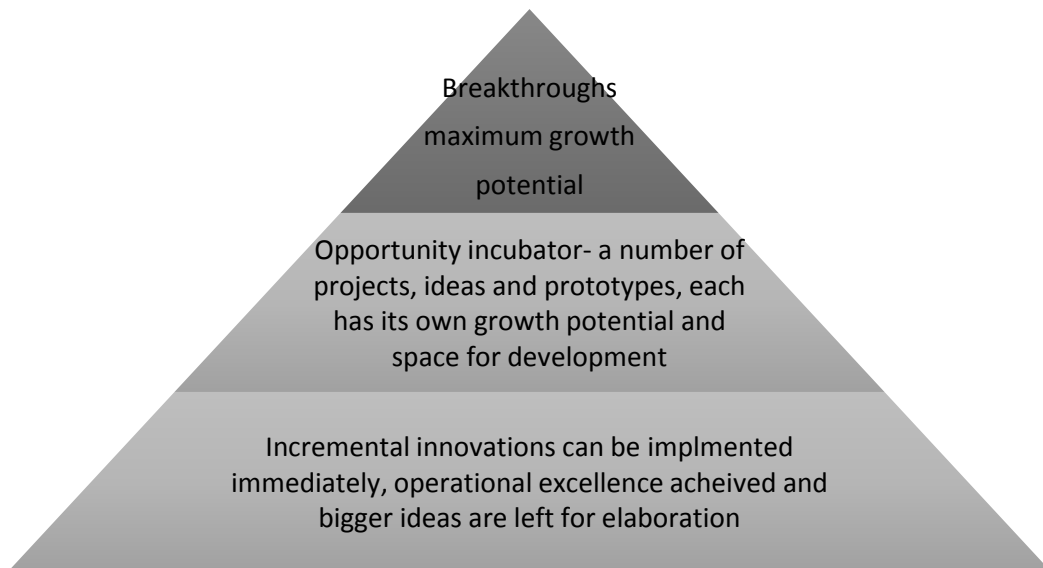 Breakthroughs
maximum growth
potential
Opportunity incubator- a number of
projects, ideas and prototypes, each
has its own growth potential and
space for development
Incremental innovations can be implmented
immediately, operational excellence acheived and
bigger ideas are left for elaboration